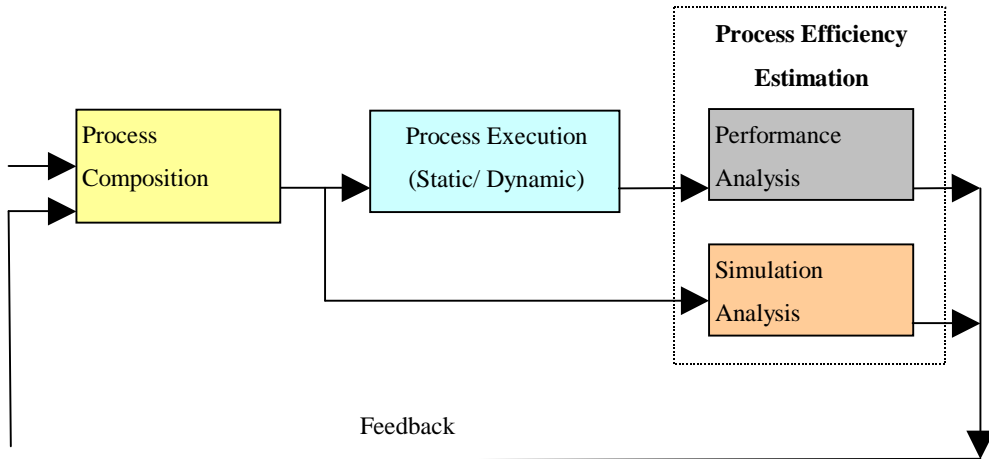 Process Efficiency
Estimation
Process
Composition
Process Execution
(Static/ Dynamic)
Performance
Analysis
Simulation
Analysis
Feedback